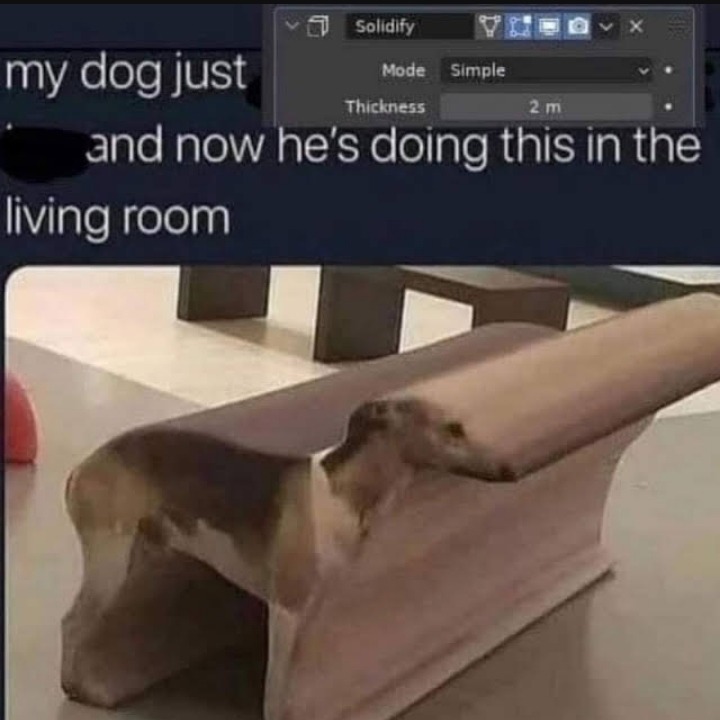 Solidify
my dog just
Mode Simple
Thickness 2 m
and now he's doing this in the
living room